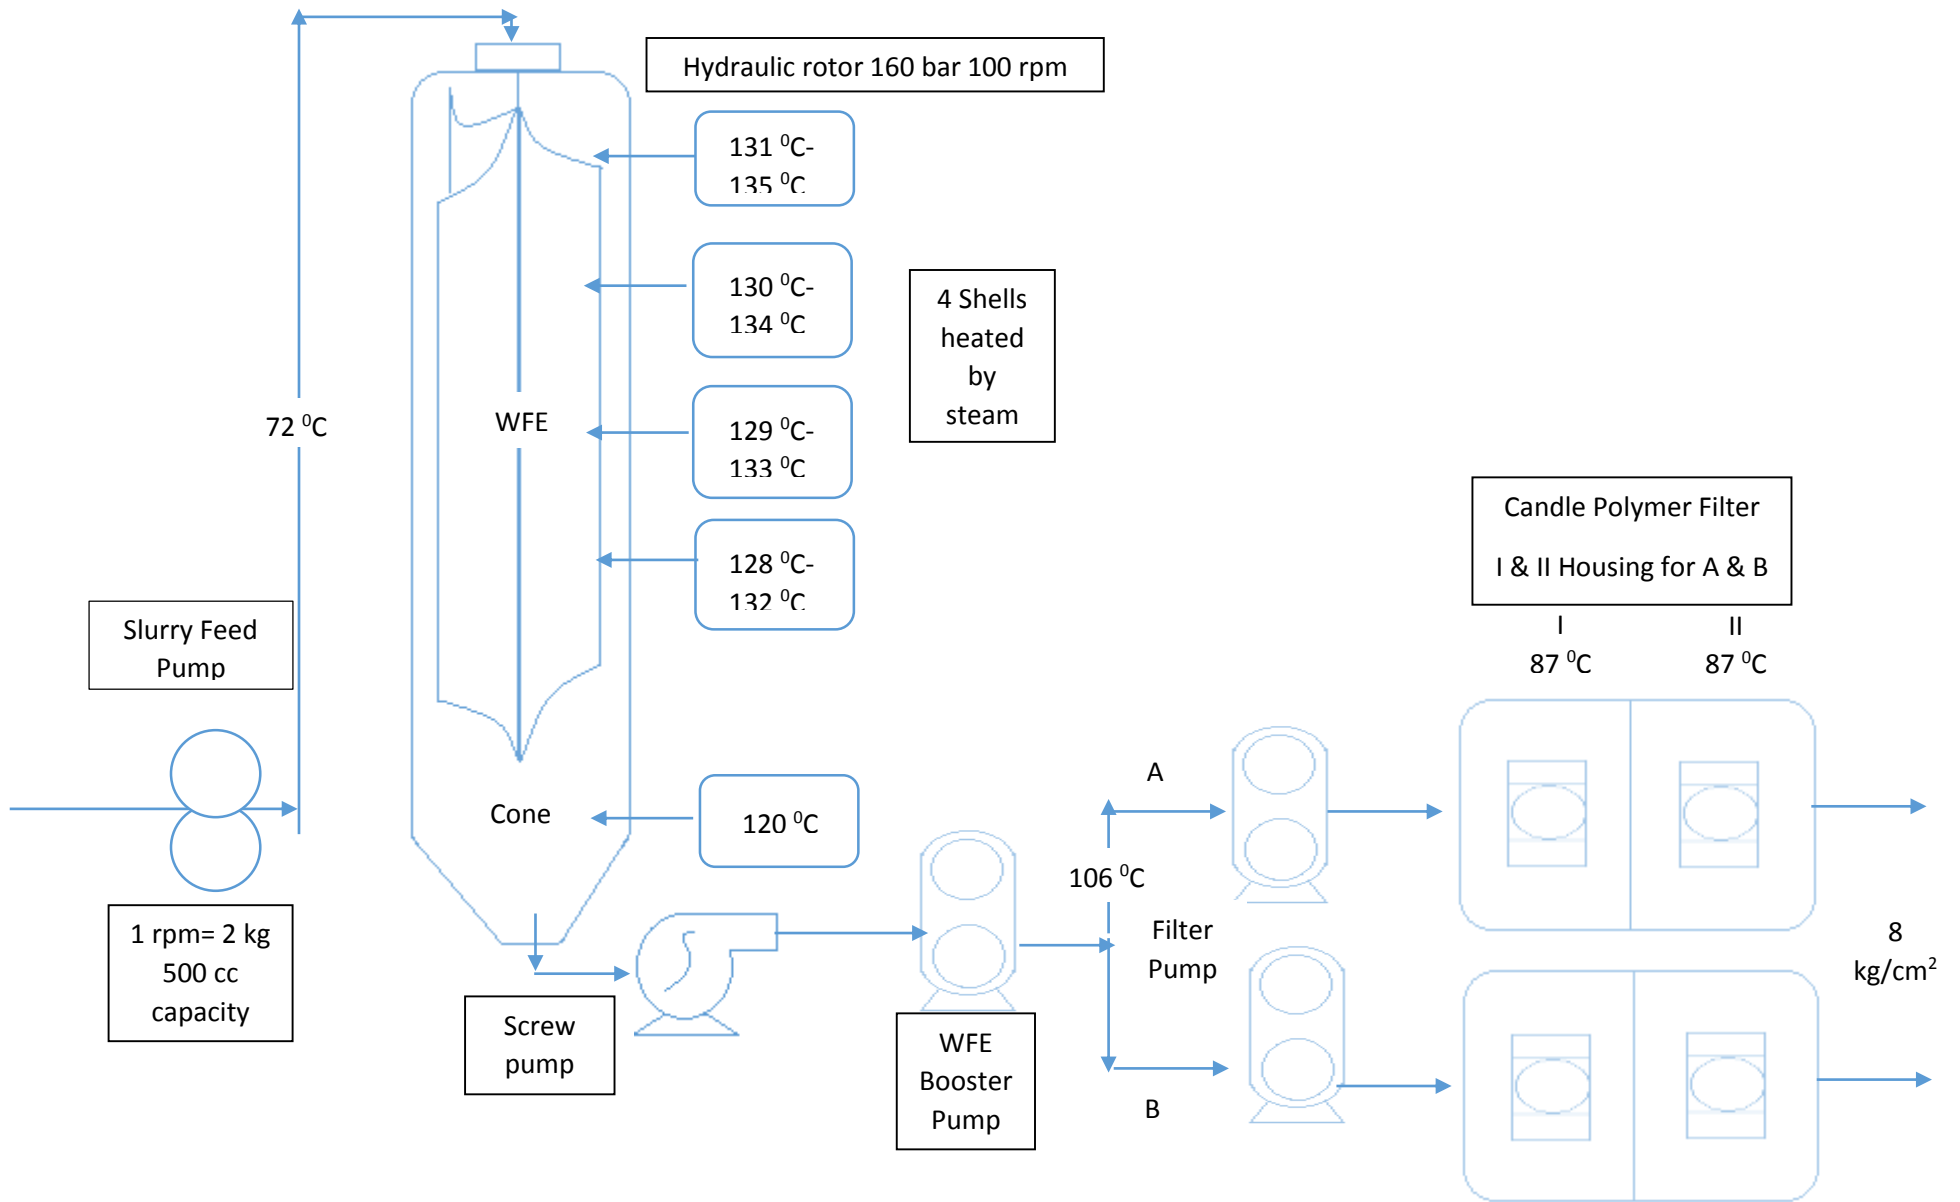 Hydraulic rotor 160 bar 100 rpm
131 ⁰C-
135 ⁰C
130 ⁰C-
134 ⁰C
4 Shells
heated
by
steam
72 ⁰C
WFE
129 ⁰C-
133 ⁰C
128 ⁰C-
132 ⁰C
Candle Polymer Filter
I & II Housing for A & B
I
II
87 ⁰C
87 ⁰C
Slurry Feed
Pump
Cone
120 ⁰C
A
106 ⁰C
1 rpm= 2 kg
500 cc
capacity
Filter
Pump
8
kg/cm²
Screw
pump
WFE
Booster
Pump
B